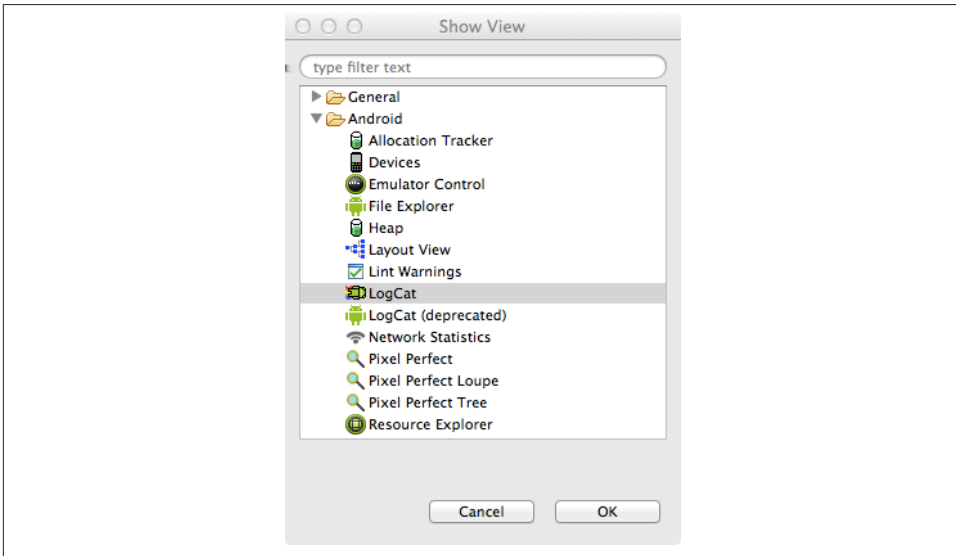 Show View
type filter text
General
Android
Allocation Tracker
Devices
Emulator Control
File Explorer
Heap
Layout View
Lint Warnings
LogCat
LogCat (deprecated)
Network Statistics
Pixel Perfect
Pixel Perfect Loupe
Pixel Perfect Tree
Resource Explorer
Cancel OK